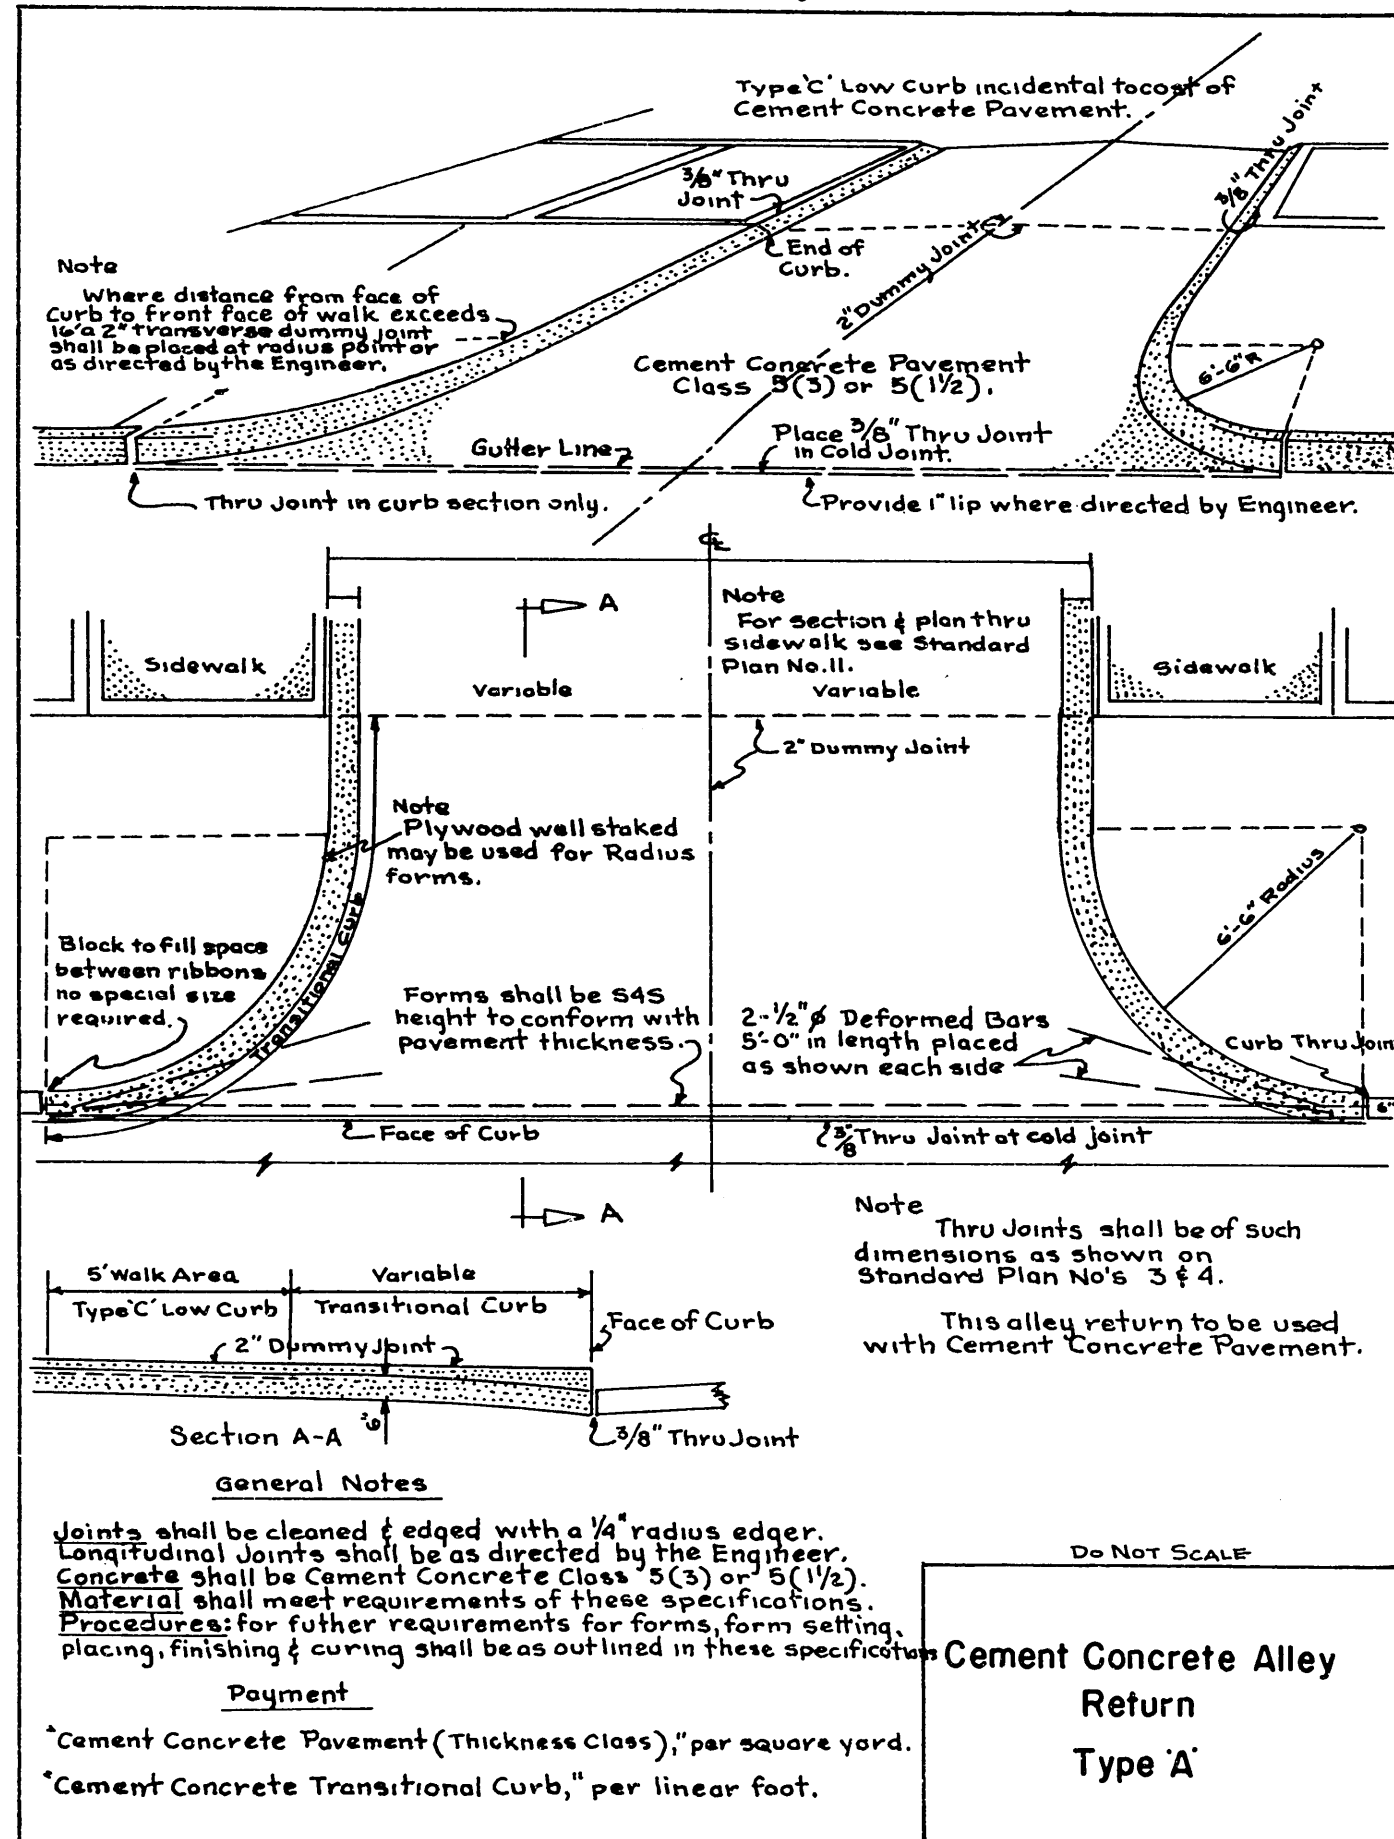 Type 'C' Low Curb incidental to cost of
Cement Concrete Pavement.
3/8" Thru Joint
3/8" Thru
Joint
End of
Curb.
2" Dummy Joint
Note
Where distance from face of
Curb to front face of walk exceeds
16' a 2" transverse dummy joint
shall be placed at radius point or
as directed by the Engineer.
Cement Concrete Pavement
Class 5(3) or 5(1½).
6'-6" R
Gutter Line
Place 3/8" Thru Joint
in Cold Joint.
Thru Joint in curb section only.
Provide 1" lip where directed by Engineer.
℄
A
Note
For section & plan thru
Sidewalk see Standard
Plan No. 11.
Sidewalk
Variable
Variable
Sidewalk
2" Dummy Joint
Note
Plywood well staked
may be used for Radius
forms.
Transitional Curb
6'-6" Radius
Block to fill space
between ribbons
no special size
required.
Forms shall be S4S
height to conform with
pavement thickness.
2-½"ø Deformed Bars
5'-0" in length placed
as shown each side
Curb Thru Join
6"
Face of Curb
3/8" Thru Joint at cold joint
A
Note
Thru Joints shall be of such
dimensions as shown on
Standard Plan No's 3 & 4.
This alley return to be used
with Cement Concrete Pavement.
5' Walk Area
Variable
Type 'C' Low Curb
Transitional Curb
Face of Curb
2" Dummy Joint
6"
Section A-A
3/8" Thru Joint
General Notes
Joints shall be cleaned & edged with a ¼" radius edger.
Longitudinal Joints shall be as directed by the Engineer.
Concrete shall be Cement Concrete Class 5(3) or 5(1½).
Material shall meet requirements of these specifications.
Procedures: for futher requirements for forms, form setting,
placing, finishing & curing shall be as outlined in these specifications
Payment
"Cement Concrete Pavement (Thickness Class)," per square yard.
"Cement Concrete Transitional Curb," per linear foot.
Do Not Scale
Cement Concrete Alley
Return
Type 'A'